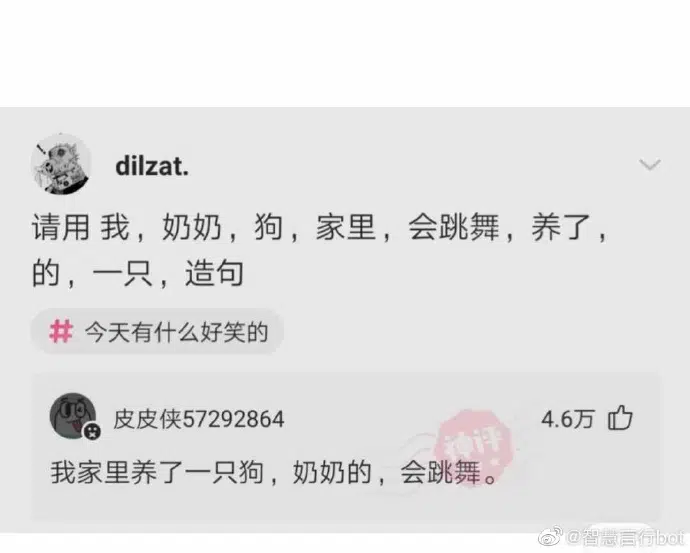 dilzat.
请用 我，奶奶，狗，家里，会跳舞，养了，
的，一只，造句
# 今天有什么好笑的
皮皮侠57292864
4.6万
神评
我家里养了一只狗，奶奶的，会跳舞。
@智慧言行bot